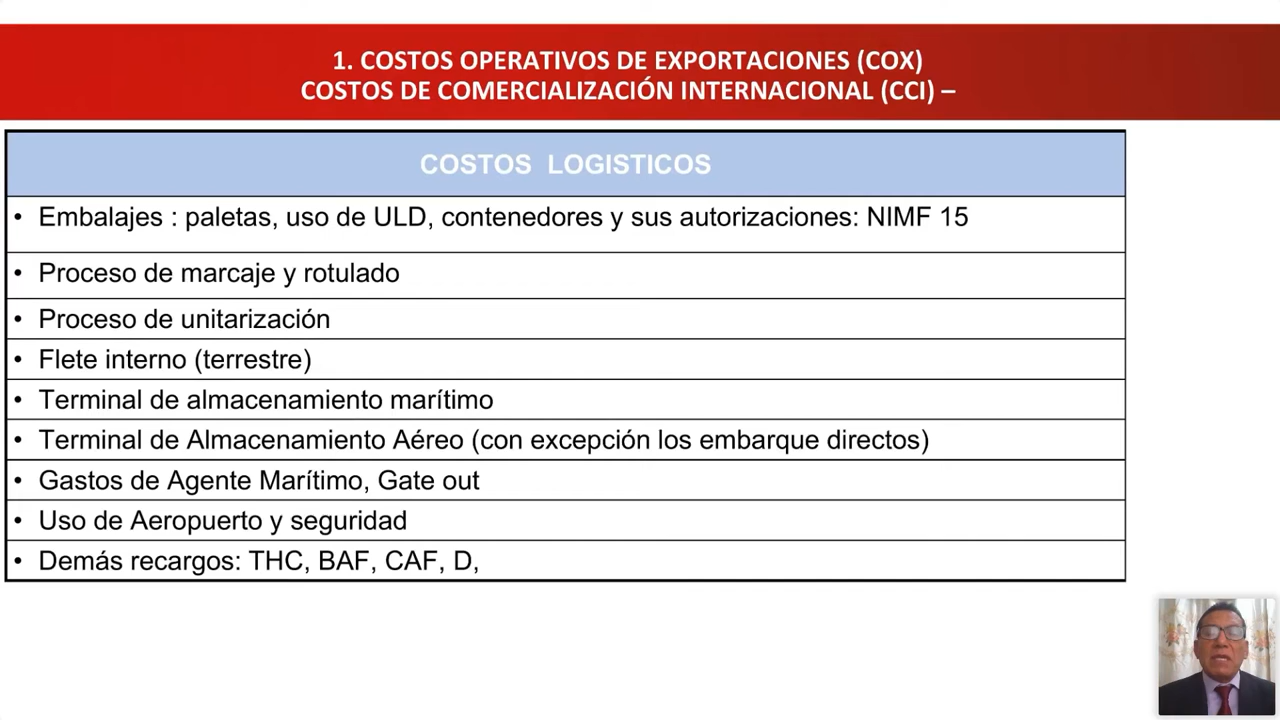 1. COSTOS OPERATIVOS DE EXPORTACIONES (COX)
COSTOS DE COMERCIALIZACIÓN INTERNACIONAL (CCI) –
COSTOS LOGISTICOS
• Embalajes : paletas, uso de ULD, contenedores y sus autorizaciones: NIMF 15
• Proceso de marcaje y rotulado
• Proceso de unitarización
• Flete interno (terrestre)
• Terminal de almacenamiento marítimo
• Terminal de Almacenamiento Aéreo (con excepción los embarque directos)
• Gastos de Agente Marítimo, Gate out
• Uso de Aeropuerto y seguridad
• Demás recargos: THC, BAF, CAF, D,